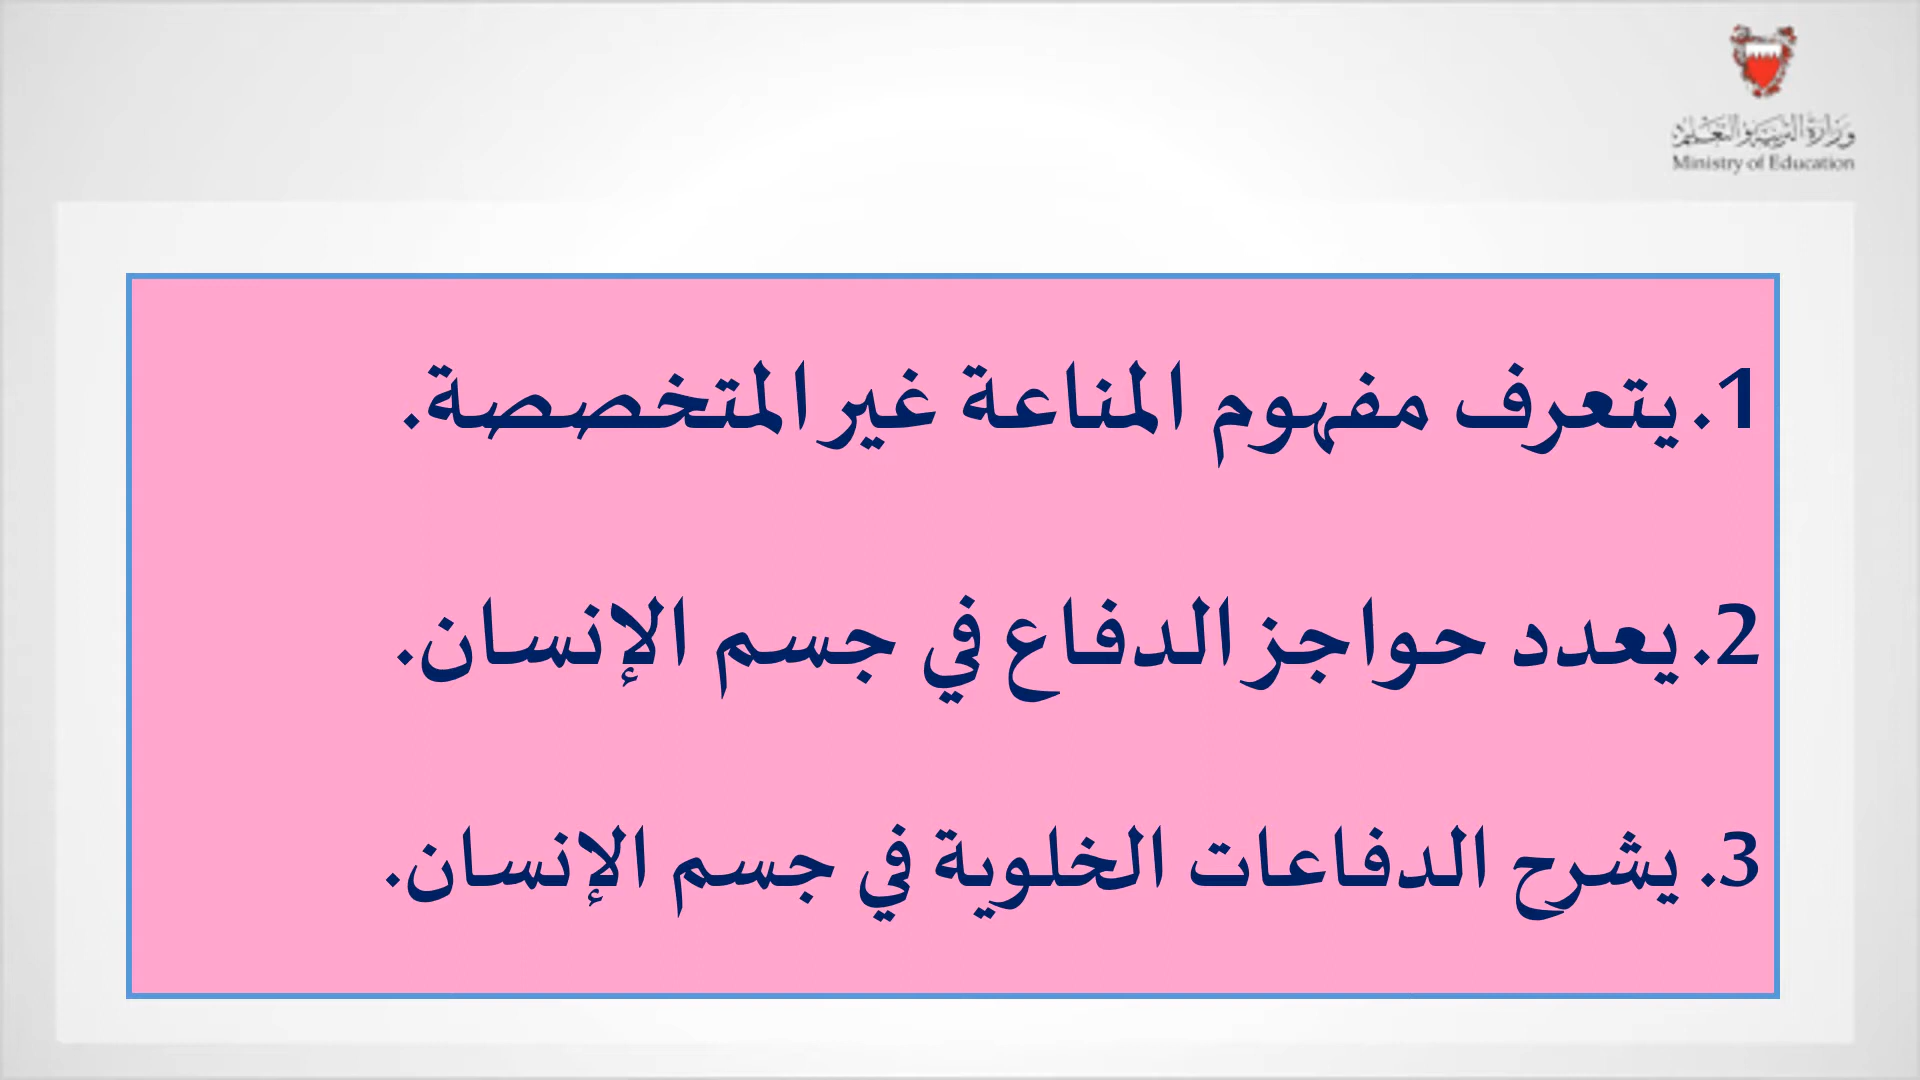 وزارة التربية والتعليم
Ministry of Education
1. يتعرف مفهوم المناعة غير المتخصصة.
2. يعدد حواجز الدفاع في جسم الإنسان.
3. يشرح الدفاعات الخلوية في جسم الإنسان.